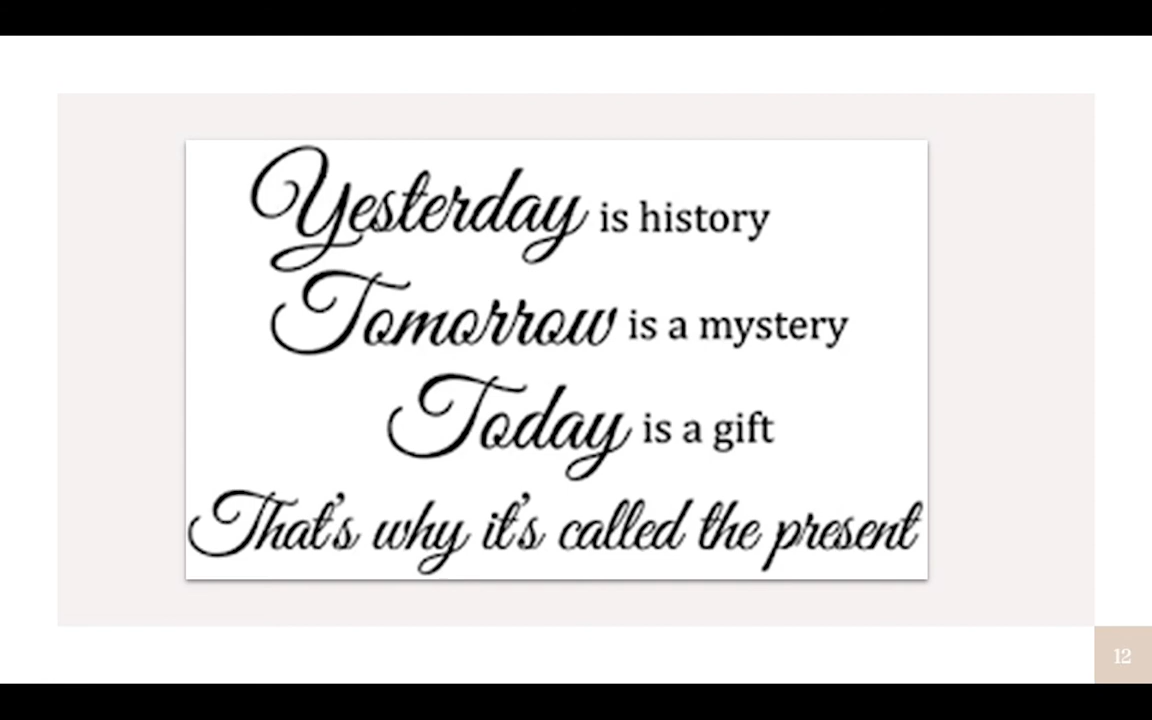 Yesterday is history
Tomorrow is a mystery
Today is a gift
That's why it's called the present
12